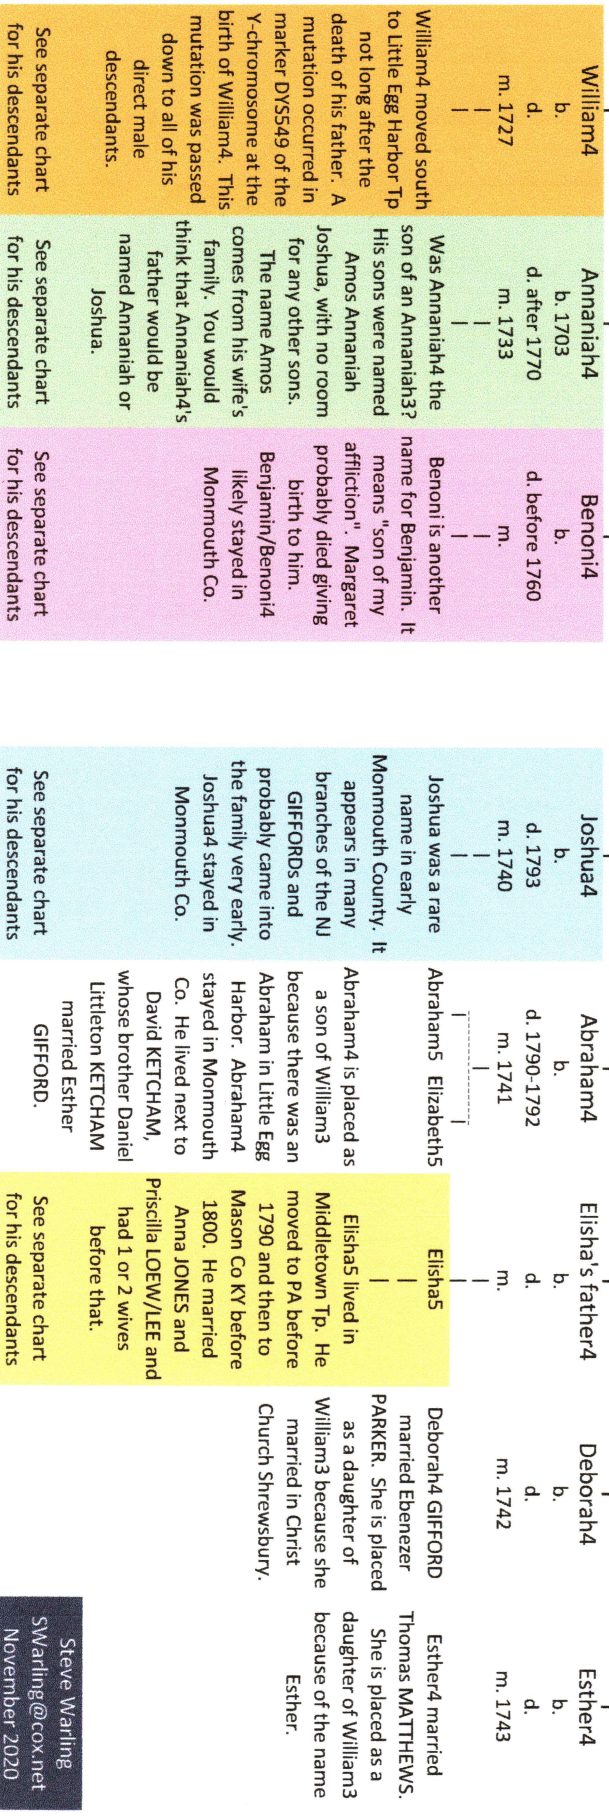 William4
b.
d.
m. 1727
William4 moved south
to Little Egg Harbor Tp
not long after the
death of his father. A
mutation occurred in
marker DYS549 of the
Y-chromosome at the
birth of William4. This
mutation was passed
down to all of his
direct male
descendants.
See separate chart
for his descendants
Annaniah4
b. 1703
d. after 1770
m. 1733
Was Annaniah4 the
son of an Annaniah3?
His sons were named
Amos Annaniah
Joshua, with no room
for any other sons.
The name Amos
comes from his wife's
family. You would
think that Annaniah4's
father would be
named Annaniah or
Joshua.
See separate chart
for his descendants
Benoni4
b.
d. before 1760
m.
Benoni is another
name for Benjamin. It
means "son of my
affliction". Margaret
probably died giving
birth to him.
Benjamin/Benoni4
likely stayed in
Monmouth Co.
See separate chart
for his descendants
Joshua4
b.
d. 1793
m. 1740
Joshua was a rare
name in early
Monmouth County. It
appears in many
branches of the NJ
GIFFORDs and
probably came into
the family very early.
Joshua4 stayed in
Monmouth Co.
See separate chart
for his descendants
Abraham4
b.
d. 1790-1792
m. 1741
Abraham5 Elizabeth5
Abraham4 is placed as
a son of William3
because there was an
Abraham in Little Egg
Harbor. Abraham4
stayed in Monmouth
Co. He lived next to
David KETCHAM,
whose brother Daniel
Littleton KETCHAM
married Esther
GIFFORD.
Elisha's father4
b.
d.
m.
Elisha5
Elisha5 lived in
Middletown Tp. He
moved to PA before
1790 and then to
Mason Co KY before
1800. He married
Anna JONES and
Priscilla LOEW/LEE and
had 1 or 2 wives
before that.
See separate chart
for his descendants
Deborah4
b.
d.
m. 1742
Deborah4 GIFFORD
married Ebenezer
PARKER. She is placed
as a daughter of
William3 because she
married in Christ
Church Shrewsbury.
Esther4
b.
d.
m. 1743
Esther4 married
Thomas MATTHEWS.
She is placed as a
daughter of William3
because of the name
Esther.
Steve Warling
SWarling@cox.net
November 2020